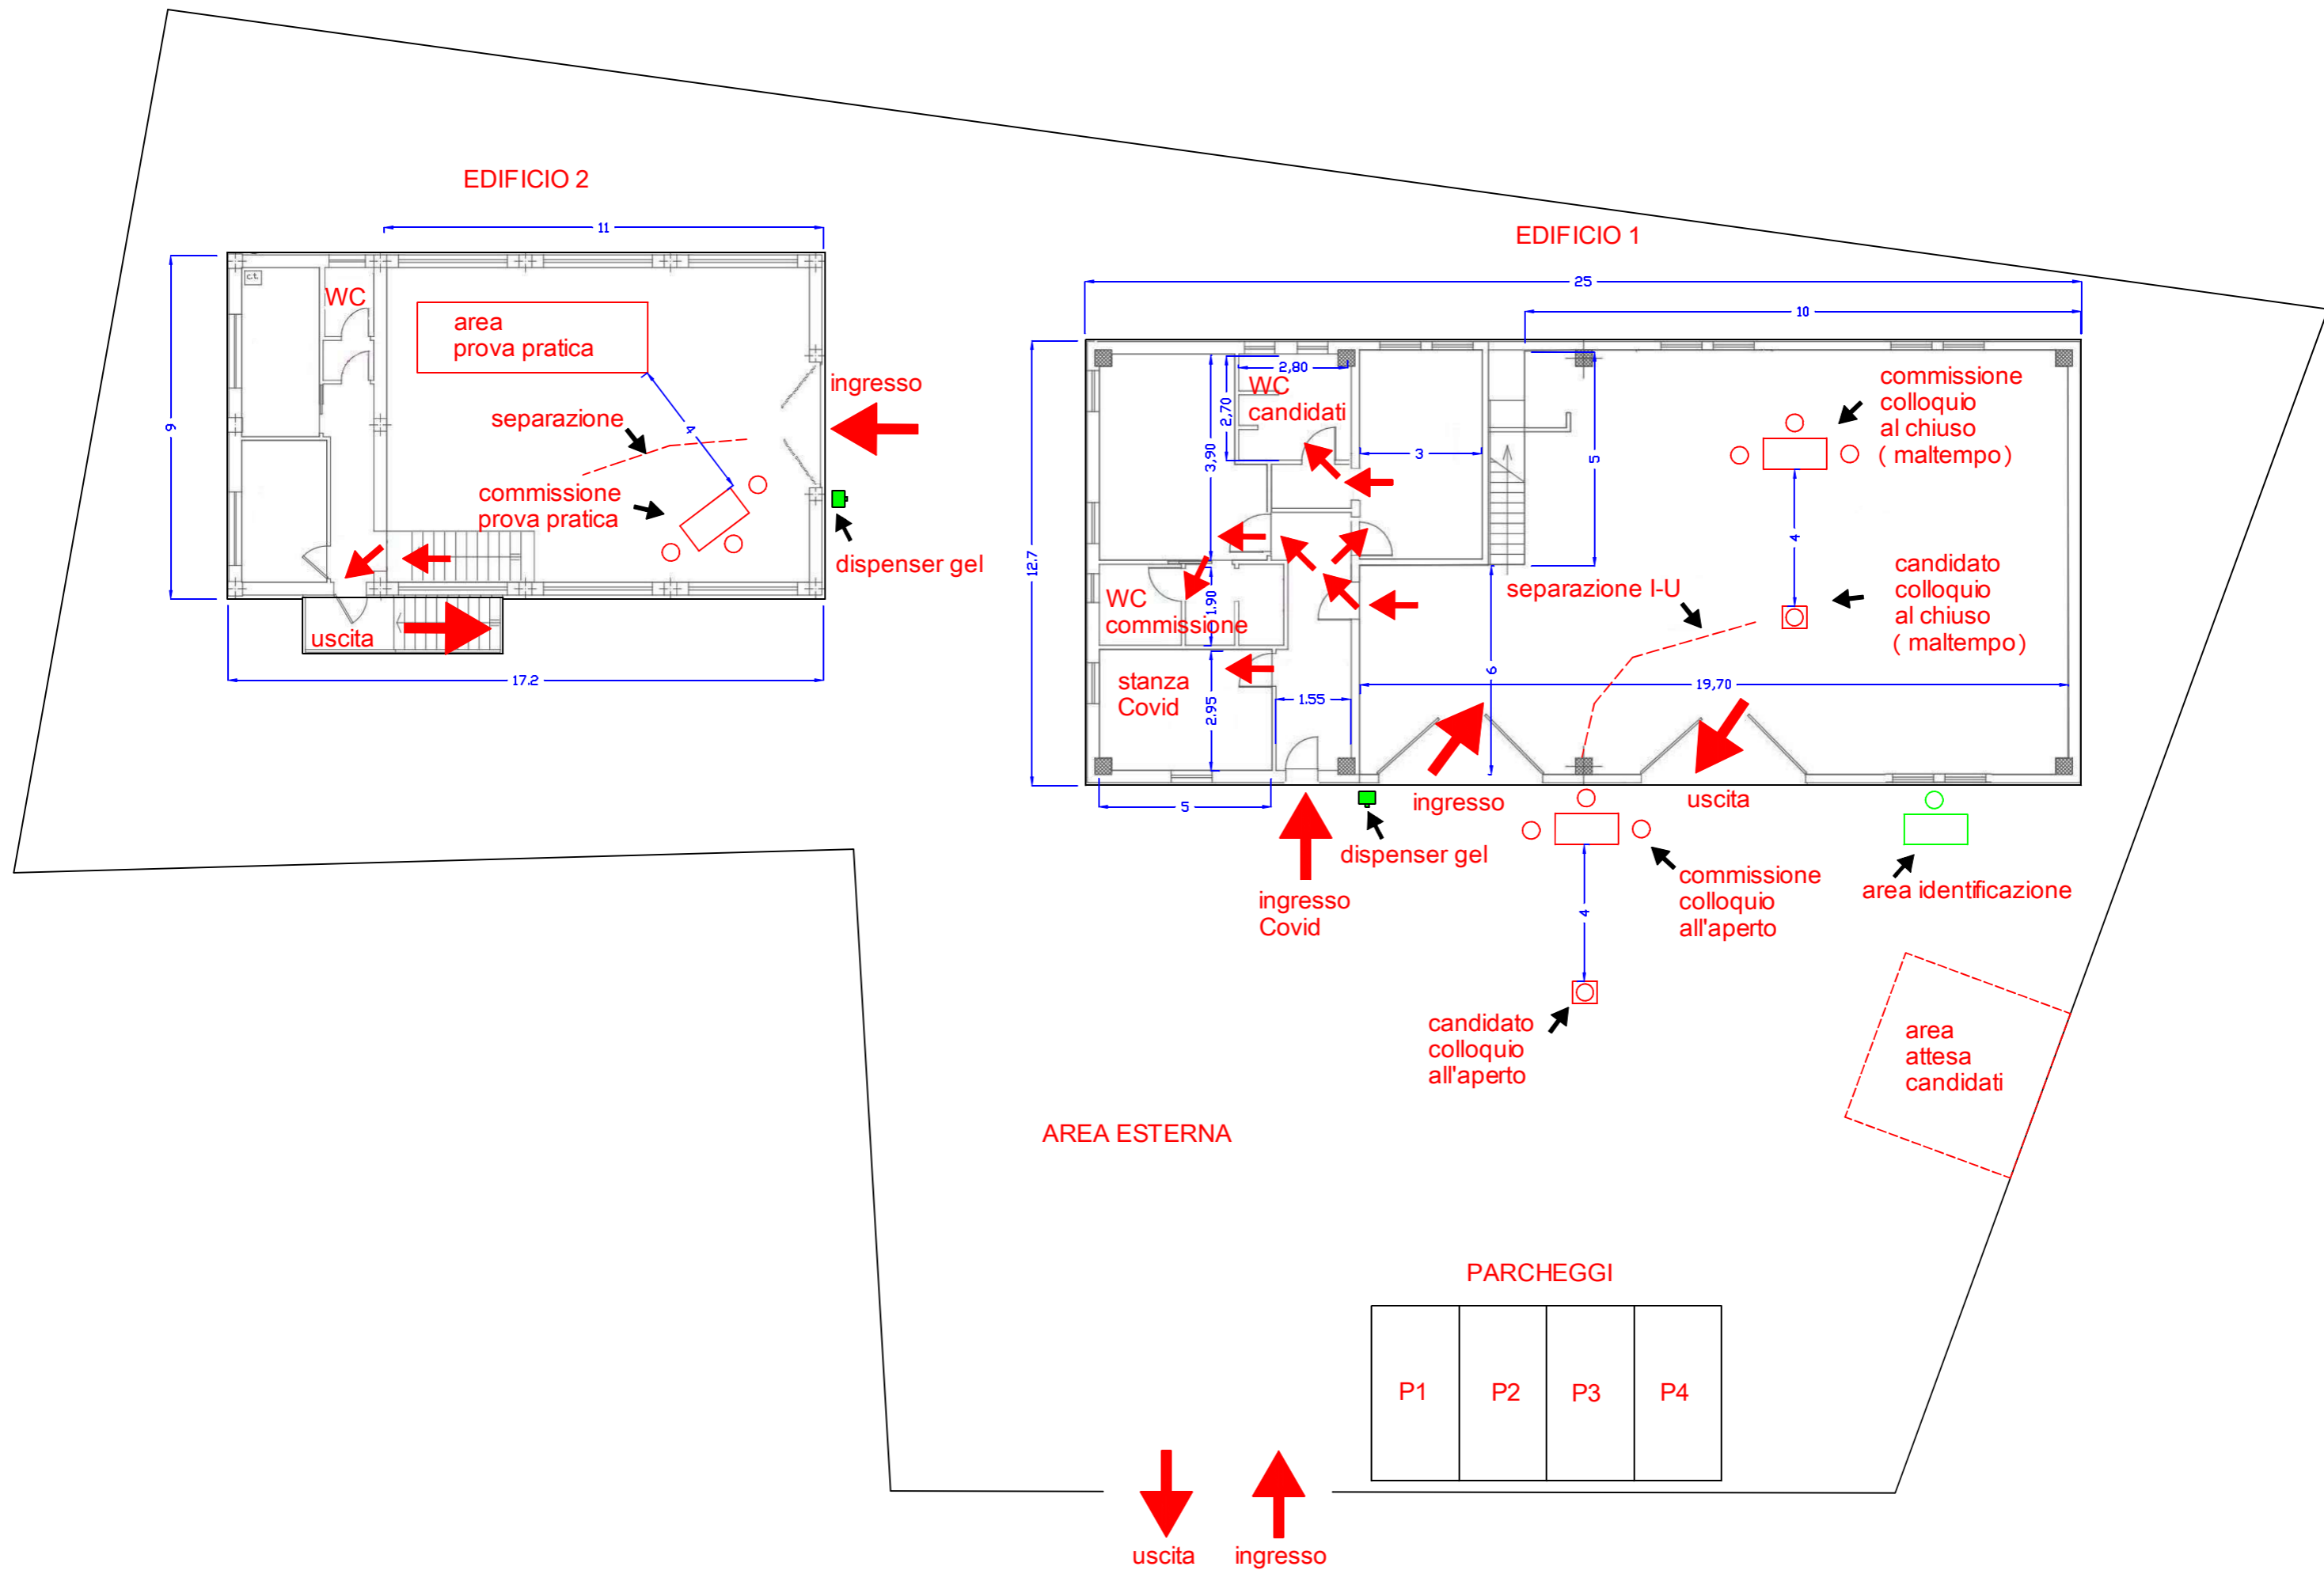 EDIFICIO 2
11
9
c.t.
WC
area
prova pratica
ingresso
separazione
4
commissione
prova pratica
dispenser gel
uscita
17.2
EDIFICIO 1
25
10
12.7
2,80
WC
candidati
2,70
3,90
3
5
commissione
colloquio
al chiuso
( maltempo)
4
candidato
colloquio
al chiuso
( maltempo)
separazione I-U
WC
commissione
1.90
6
stanza
Covid
2.95
1.55
19,70
5
ingresso
uscita
dispenser gel
ingresso
Covid
commissione
colloquio
all'aperto
area identificazione
4
candidato
colloquio
all'aperto
area
attesa
candidati
AREA ESTERNA
PARCHEGGI
P1
P2
P3
P4
uscita
ingresso